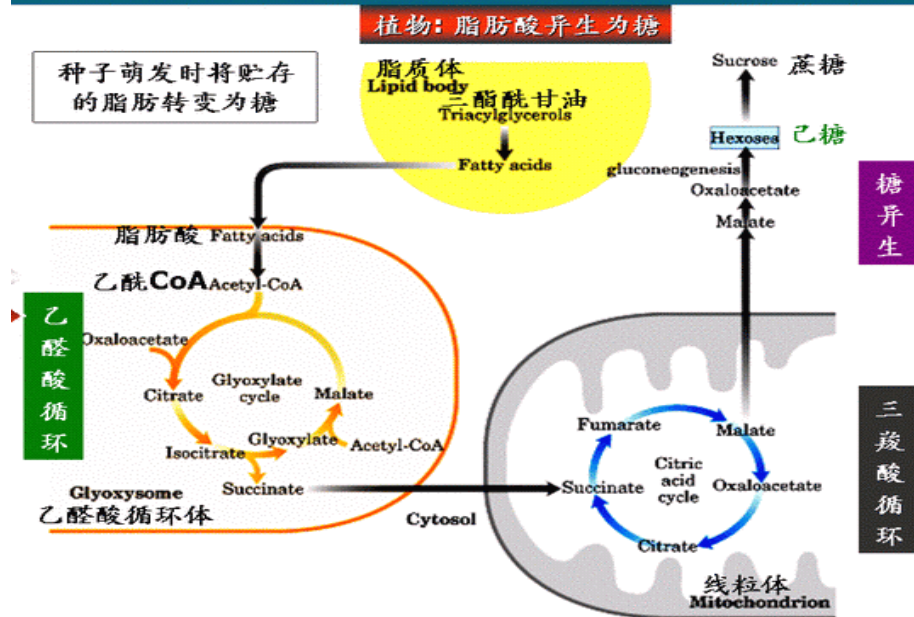 植物: 脂肪酸异生为糖
种子萌发时将贮存
的脂肪转变为糖
脂质体
Lipid body
三酯酰甘油
Triacylglycerols
Fatty acids
Sucrose 蔗糖
Hexoses 己糖
gluconeogenesis
Oxaloacetate
Malate
糖异生
脂肪酸 Fatty acids
乙酰CoA Acetyl-CoA
乙醛酸循环
Oxaloacetate
Citrate
Glyoxylate
cycle
Malate
Isocitrate
Glyoxylate
Acetyl-CoA
Succinate
Glyoxysome
乙醛酸循环体
Cytosol
Fumarate
Malate
Succinate
Citric
acid
cycle
Oxaloacetate
Citrate
三羧酸循环
线粒体
Mitochondrion